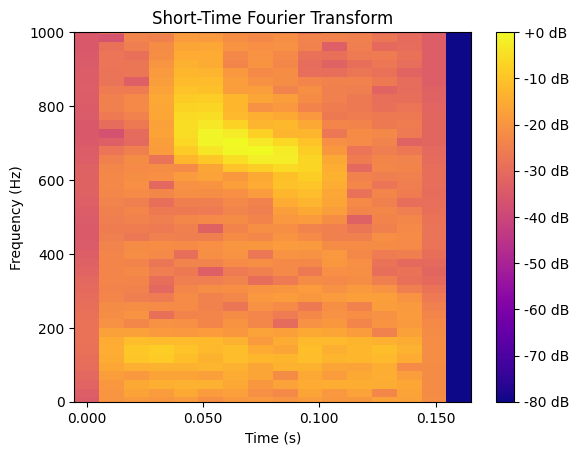 Short-Time Fourier Transform
1000
800
600
400
200
0
Frequency (Hz)
0.000
0.050
0.100
0.150
Time (s)
+0 dB
-10 dB
-20 dB
-30 dB
-40 dB
-50 dB
-60 dB
-70 dB
-80 dB